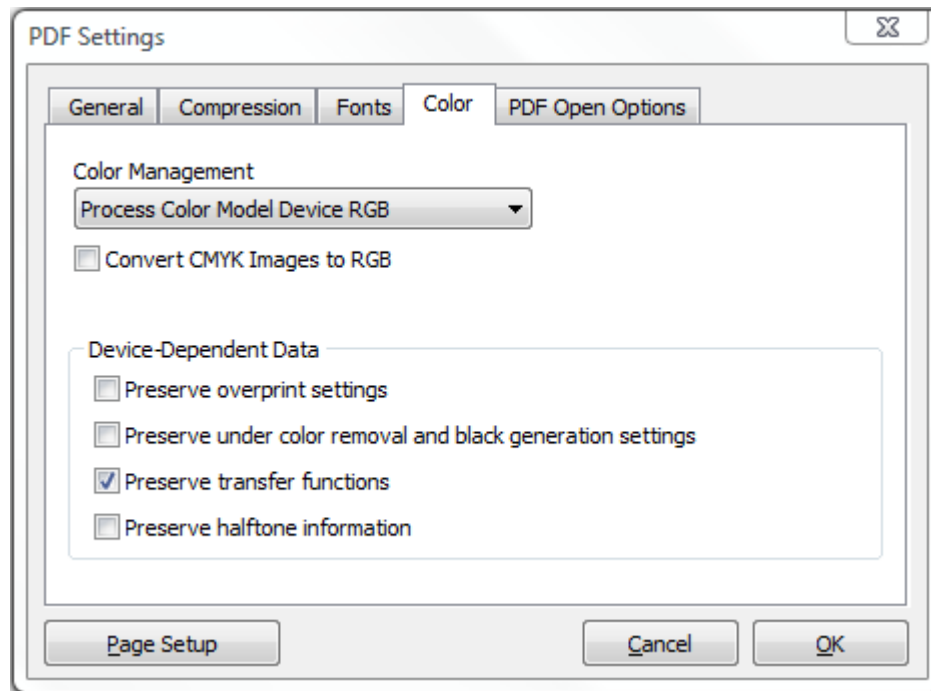 PDF Settings
General Compression Fonts Color PDF Open Options
Color Management
Process Color Model Device RGB
Convert CMYK Images to RGB
Device-Dependent Data
Preserve overprint settings
Preserve under color removal and black generation settings
Preserve transfer functions
Preserve halftone information
Page Setup Cancel OK